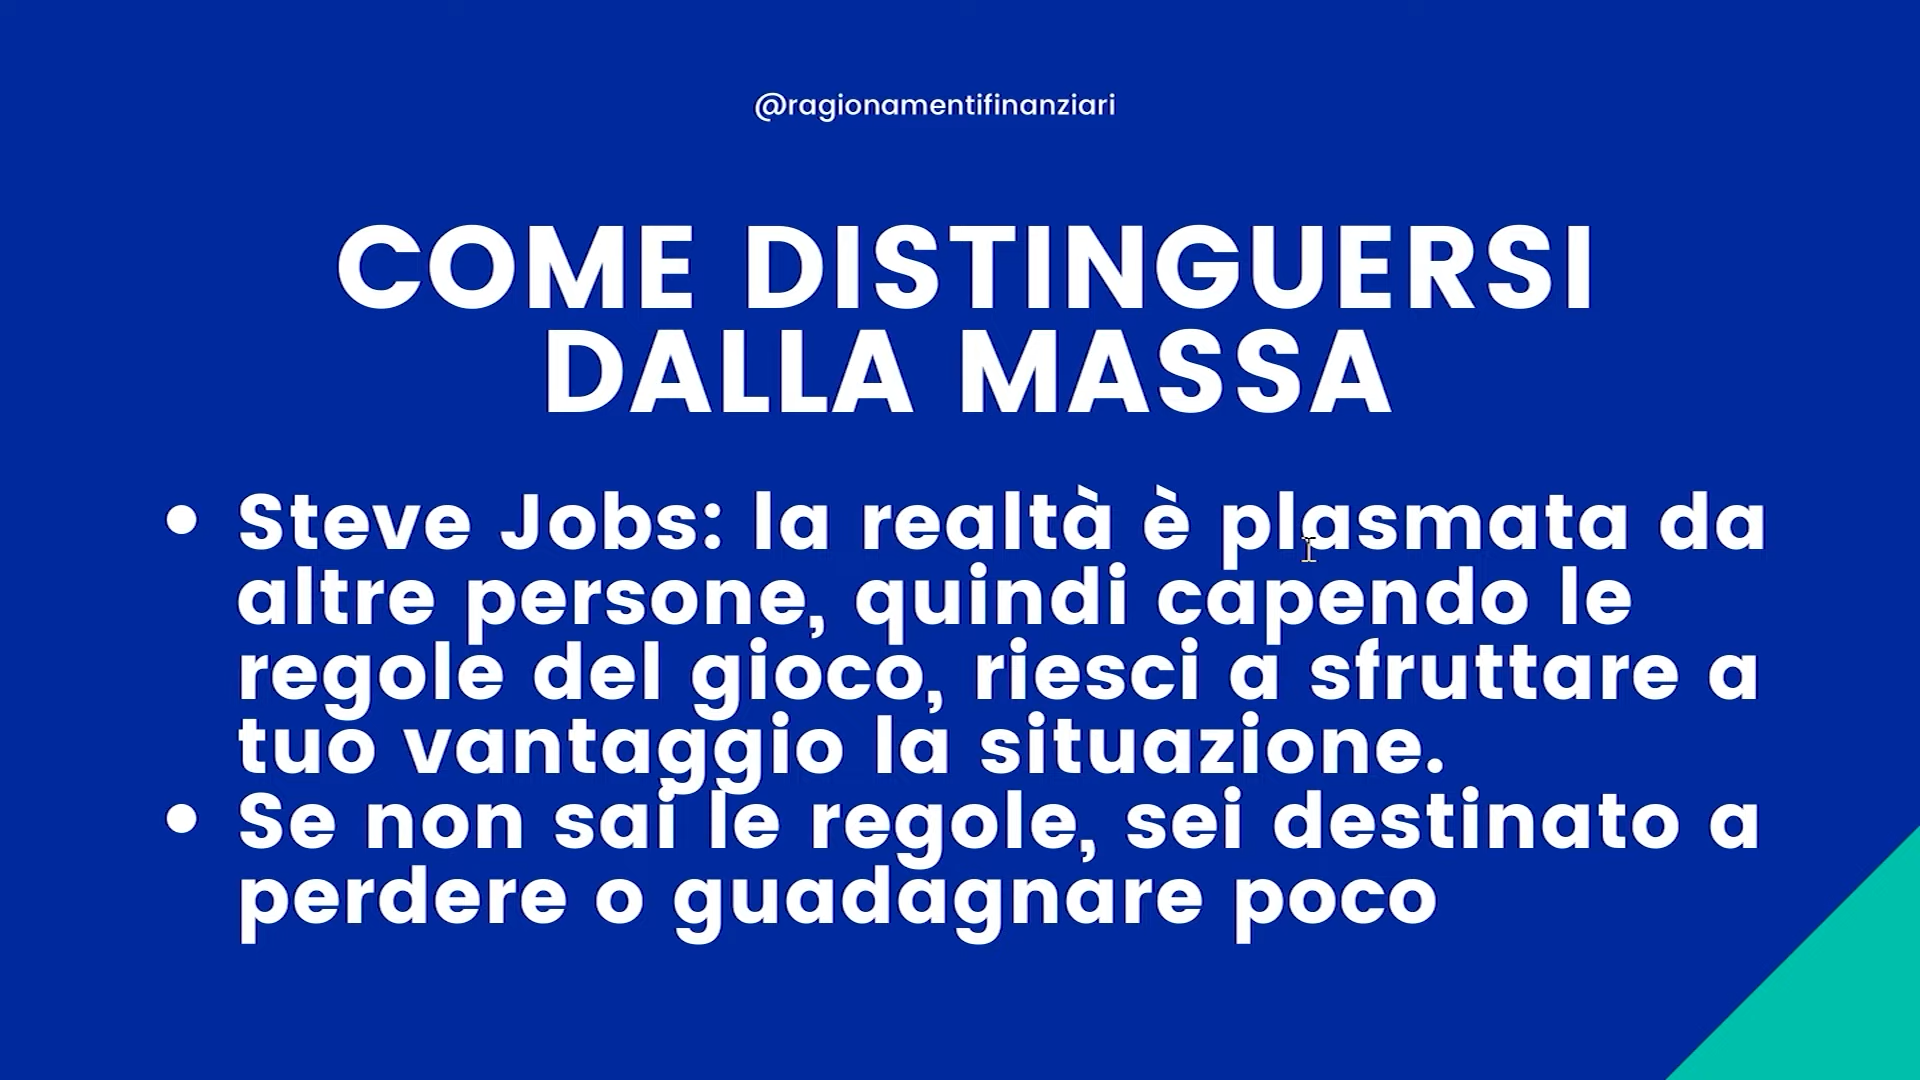 @ragionamentifinanziari
COME DISTINGUERSI
DALLA MASSA
• Steve Jobs: la realtà è plasmata da
altre persone, quindi capendo le
regole del gioco, riesci a sfruttare a
tuo vantaggio la situazione.
• Se non sai le regole, sei destinato a
perdere o guadagnare poco